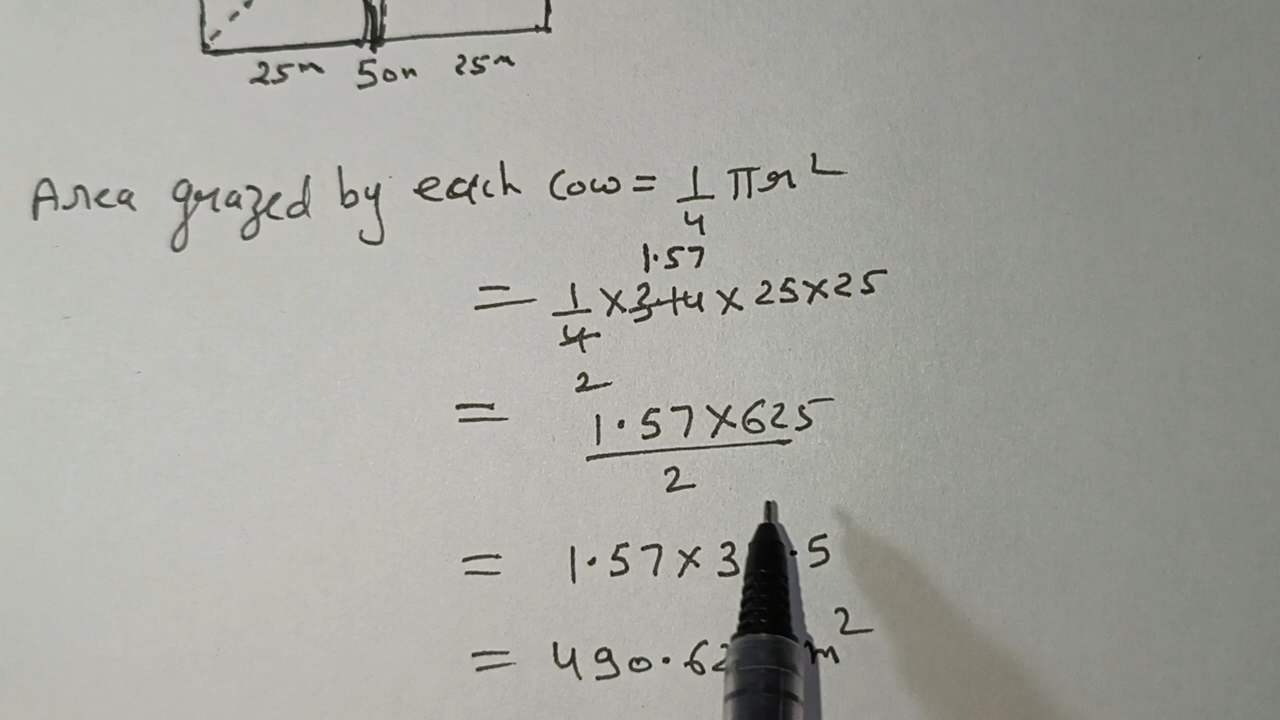 25m 50m 25m
Area grazed by each Cow = 1/4 πr²
1.57
= 1/4 × 3.14 × 25 × 25
2
= 1.57 × 625 / 2
= 1.57 × 3 .5
= 490.62 m²